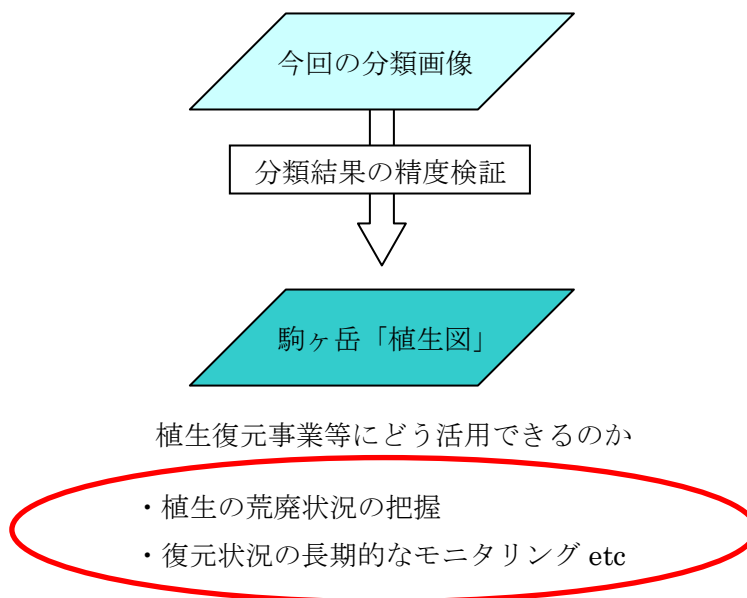 今回の分類画像
分類結果の精度検証
駒ヶ岳「植生図」
植生復元事業等にどう活用できるのか
・植生の荒廃状況の把握
・復元状況の長期的なモニタリング etc